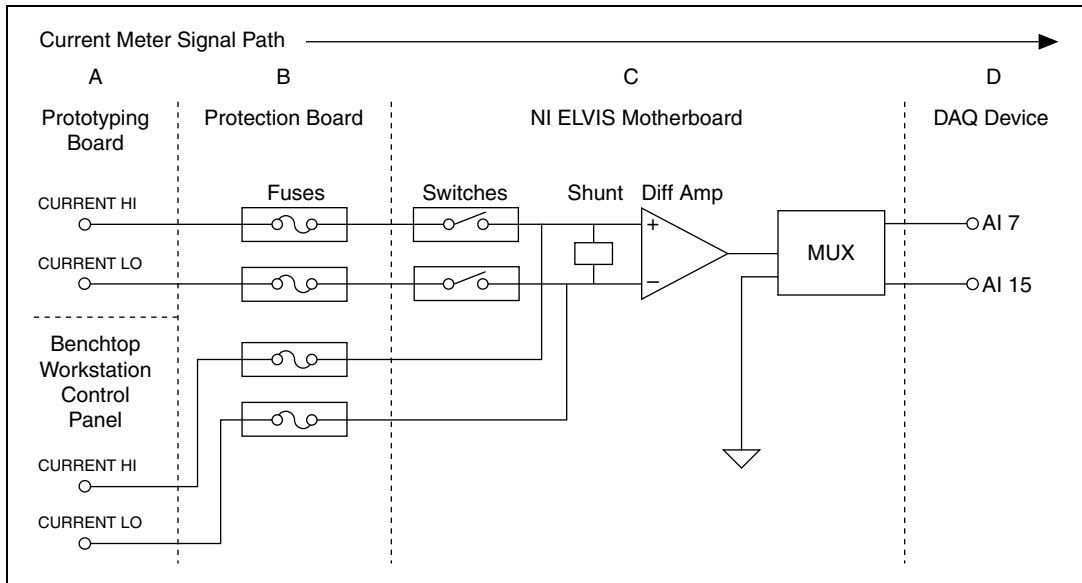 Current Meter Signal Path
A
B
C
D
Prototyping
Board
Protection Board
NI ELVIS Motherboard
DAQ Device
Fuses
Switches
Shunt
Diff Amp
CURRENT HI
+
MUX
AI 7
CURRENT LO
−
AI 15
Benchtop
Workstation
Control
Panel
CURRENT HI
CURRENT LO